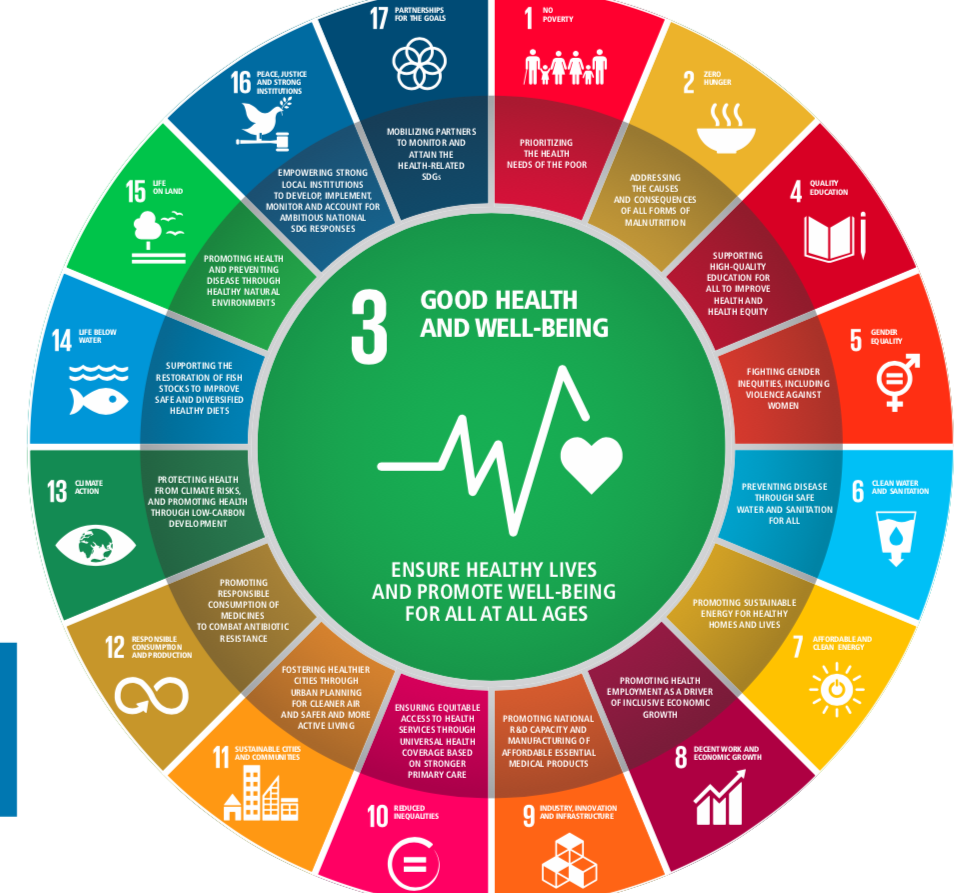 3
GOOD HEALTH
AND WELL-BEING
ENSURE HEALTHY LIVES
AND PROMOTE WELL-BEING
FOR ALL AT ALL AGES
1
NO
POVERTY
PRIORITIZING
THE HEALTH
NEEDS OF THE POOR
2
ZERO
HUNGER
ADDRESSING
THE CAUSES
AND CONSEQUENCES
OF ALL FORMS OF
MALNUTRITION
4
QUALITY
EDUCATION
SUPPORTING
HIGH-QUALITY
EDUCATION FOR
ALL TO IMPROVE
HEALTH AND
HEALTH EQUITY
5
GENDER
EQUALITY
FIGHTING GENDER
INEQUITIES, INCLUDING
VIOLENCE AGAINST
WOMEN
6
CLEAN WATER
AND SANITATION
PREVENTING DISEASE
THROUGH SAFE
WATER AND SANITATION
FOR ALL
7
AFFORDABLE AND
CLEAN ENERGY
PROMOTING SUSTAINABLE
ENERGY FOR HEALTHY
HOMES AND LIVES
8
DECENT WORK AND
ECONOMIC GROWTH
PROMOTING HEALTH
EMPLOYMENT AS A DRIVER
OF INCLUSIVE ECONOMIC
GROWTH
9
INDUSTRY, INNOVATION
AND INFRASTRUCTURE
PROMOTING NATIONAL
R&D CAPACITY AND
MANUFACTURING OF
AFFORDABLE ESSENTIAL
MEDICAL PRODUCTS
10
REDUCED
INEQUALITIES
ENSURING EQUITABLE
ACCESS TO HEALTH
SERVICES THROUGH
UNIVERSAL HEALTH
COVERAGE BASED
ON STRONGER
PRIMARY CARE
11
SUSTAINABLE CITIES
AND COMMUNITIES
FOSTERING HEALTHIER
CITIES THROUGH
URBAN PLANNING
FOR CLEANER AIR
AND SAFER AND MORE
ACTIVE LIVING
12
RESPONSIBLE
CONSUMPTION
AND PRODUCTION
PROMOTING
RESPONSIBLE
CONSUMPTION OF
MEDICINES
TO COMBAT ANTIBIOTIC
RESISTANCE
13
CLIMATE
ACTION
PROTECTING HEALTH
FROM CLIMATE RISKS,
AND PROMOTING HEALTH
THROUGH LOW-CARBON
DEVELOPMENT
14
LIFE BELOW
WATER
SUPPORTING THE
RESTORATION OF FISH
STOCKS TO IMPROVE
SAFE AND DIVERSIFIED
HEALTHY DIETS
15
LIFE
ON LAND
PROMOTING HEALTH
AND PREVENTING
DISEASE THROUGH
HEALTHY NATURAL
ENVIRONMENTS
16
PEACE, JUSTICE
AND STRONG
INSTITUTIONS
EMPOWERING STRONG
LOCAL INSTITUTIONS
TO DEVELOP, IMPLEMENT,
MONITOR AND ACCOUNT FOR
AMBITIOUS NATIONAL
SDG RESPONSES
17
PARTNERSHIPS
FOR THE GOALS
MOBILIZING PARTNERS
TO MONITOR AND
ATTAIN THE
HEALTH-RELATED
SDGs